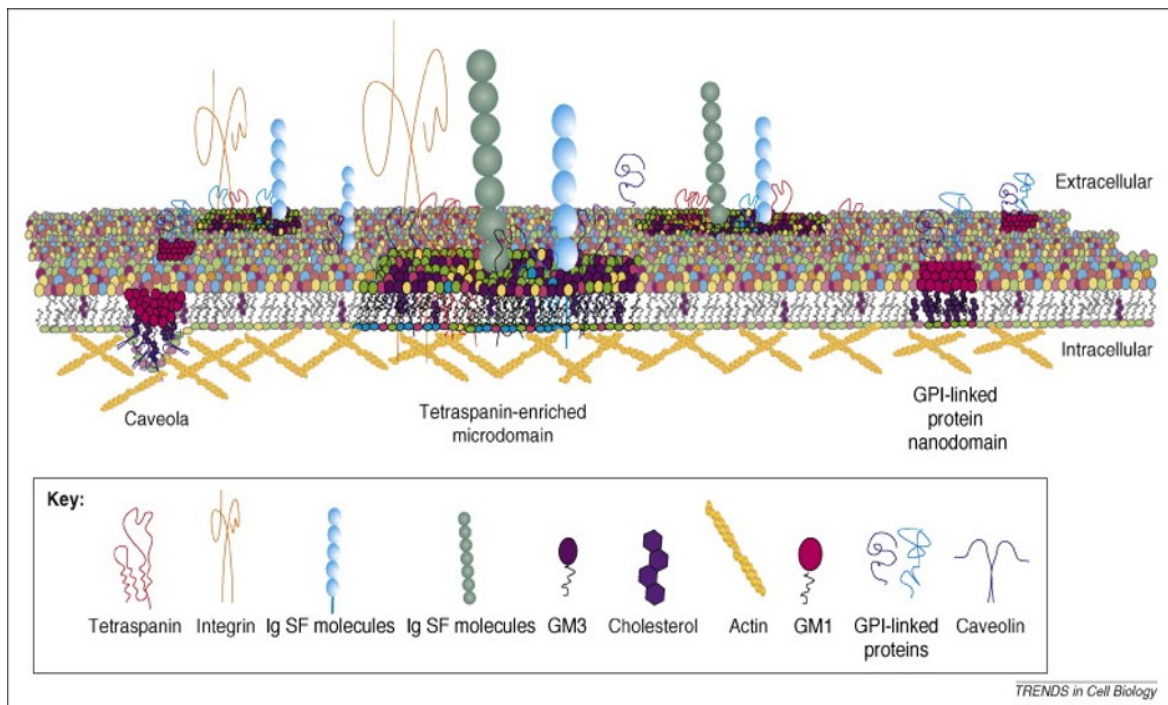 Extracellular
Intracellular
Caveola
Tetraspanin-enriched
microdomain
GPI-linked
protein
nanodomain
Key:
Tetraspanin
Integrin
Ig SF molecules
Ig SF molecules
GM3
Cholesterol
Actin
GM1
GPI-linked
proteins
Caveolin
TRENDS in Cell Biology